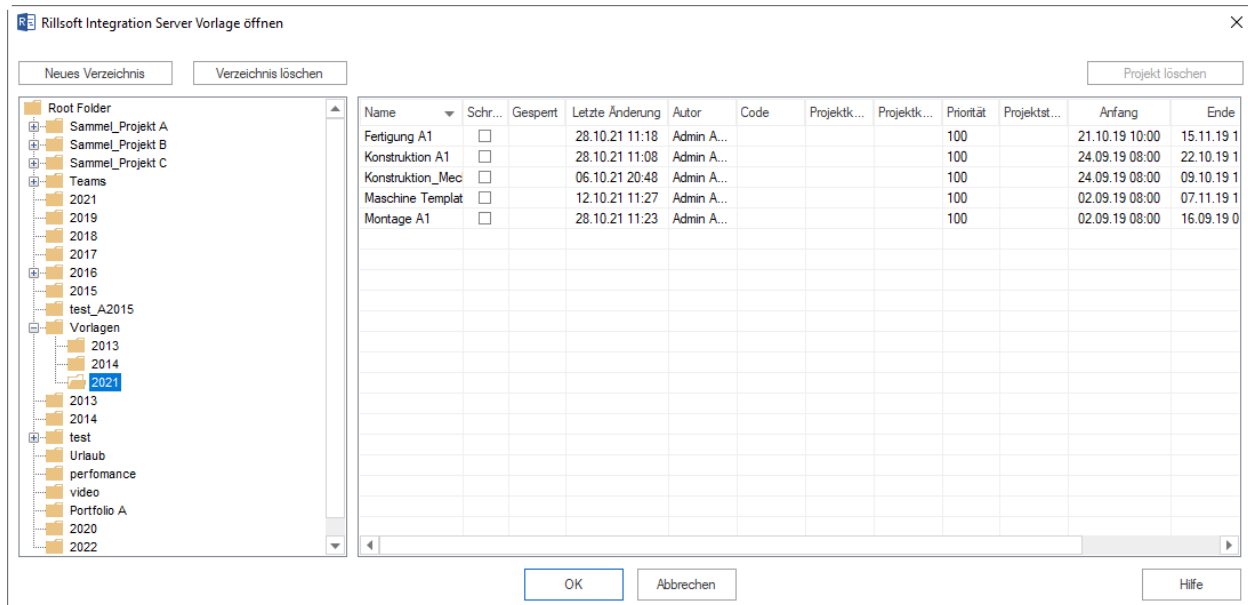 Rillsoft Integration Server Vorlage öffnen
Neues Verzeichnis Verzeichnis löschen Projekt löschen
Root Folder
Sammel_Projekt A
Sammel_Projekt B
Sammel_Projekt C
Teams
2021
2019
2018
2017
2016
2015
test_A2015
Vorlagen
2013
2014
2021
2013
2014
test
Urlaub
perfomance
video
Portfolio A
2020
2022
Name Schr... Gesperrt Letzte Änderung Autor Code Projektk... Projektk... Priorität Projektst... Anfang Ende
Fertigung A1 28.10.21 11:18 Admin A... 100 21.10.19 10:00 15.11.19 1
Konstruktion A1 28.10.21 11:08 Admin A... 100 24.09.19 08:00 22.10.19 1
Konstruktion_Mec 06.10.21 20:48 Admin A... 100 24.09.19 08:00 09.10.19 1
Maschine Templat 12.10.21 11:27 Admin A... 100 02.09.19 08:00 07.11.19 1
Montage A1 28.10.21 11:23 Admin A... 100 02.09.19 08:00 16.09.19 0
OK Abbrechen Hilfe